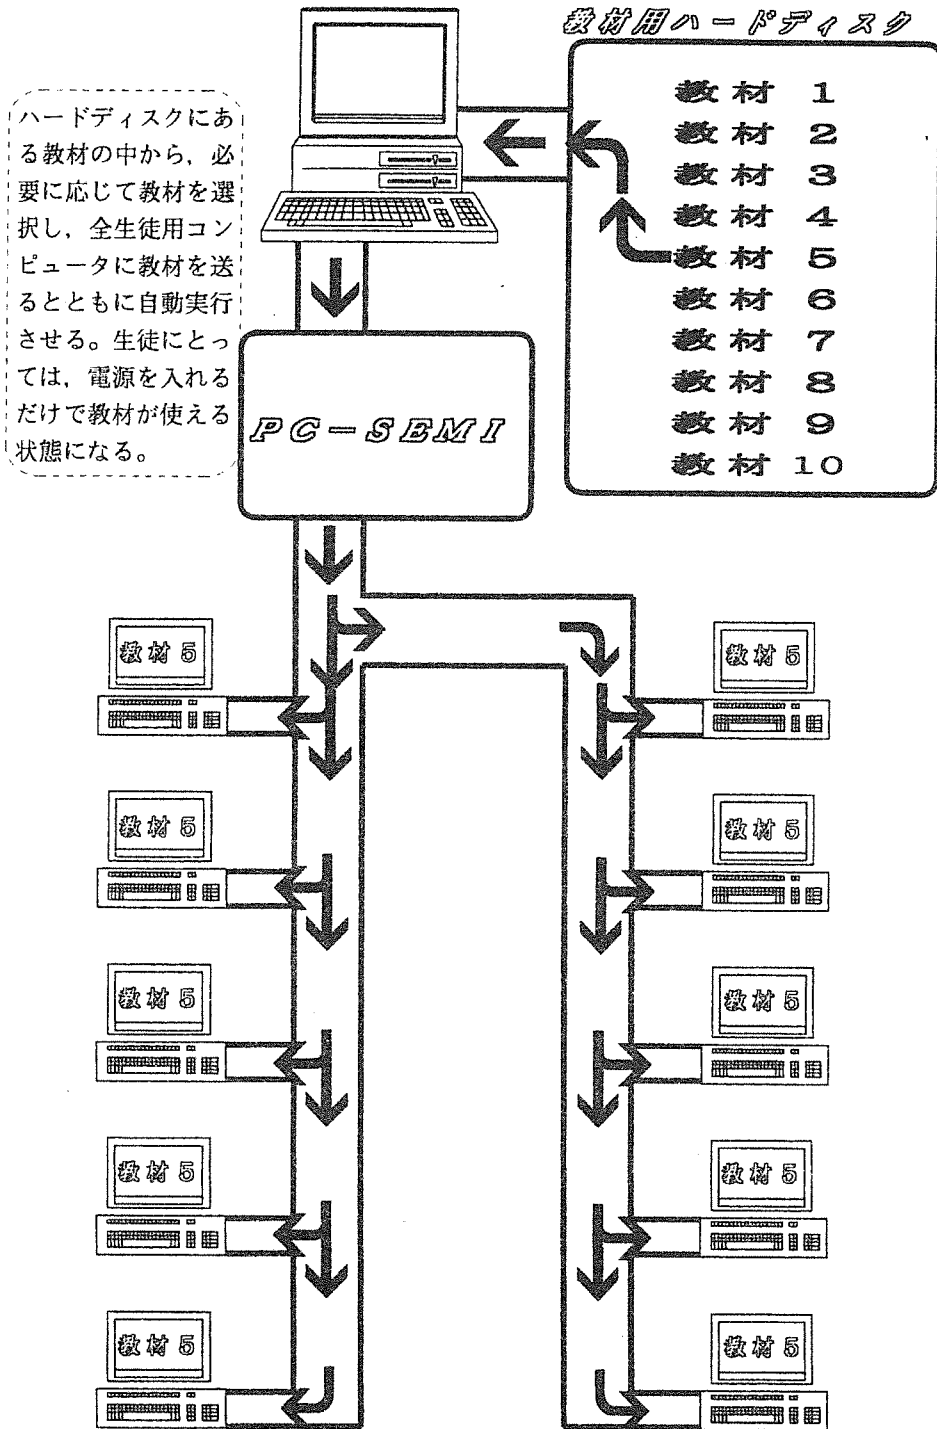 教材用ハードディスク
教材 1
教材 2
教材 3
教材 4
教材 5
教材 6
教材 7
教材 8
教材 9
教材 10
ハードディスクにあ
る教材の中から，必
要に応じて教材を選
択し，全生徒用コン
ピュータに教材を送
るとともに自動実行
させる。生徒にとっ
ては，電源を入れる
だけで教材が使える
状態になる。
PC－SEMI
教材 5
教材 5
教材 5
教材 5
教材 5
教材 5
教材 5
教材 5
教材 5
教材 5